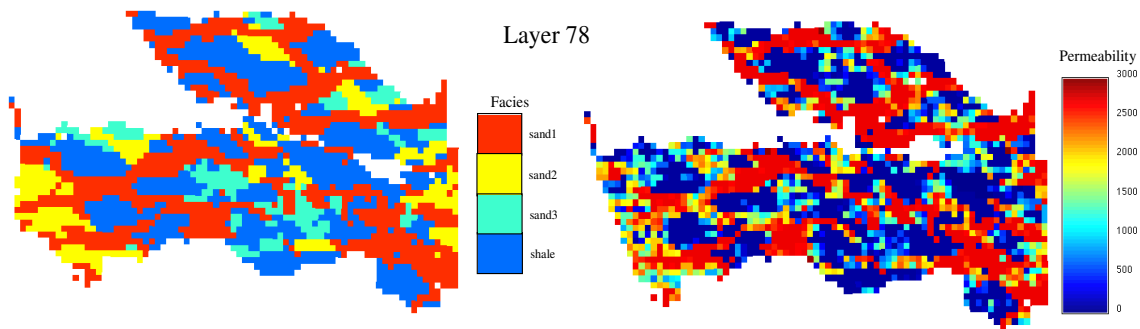 Layer 78
Facies
sand1
sand2
sand3
shale
Permeability
3000
2500
2000
1500
1000
500
0